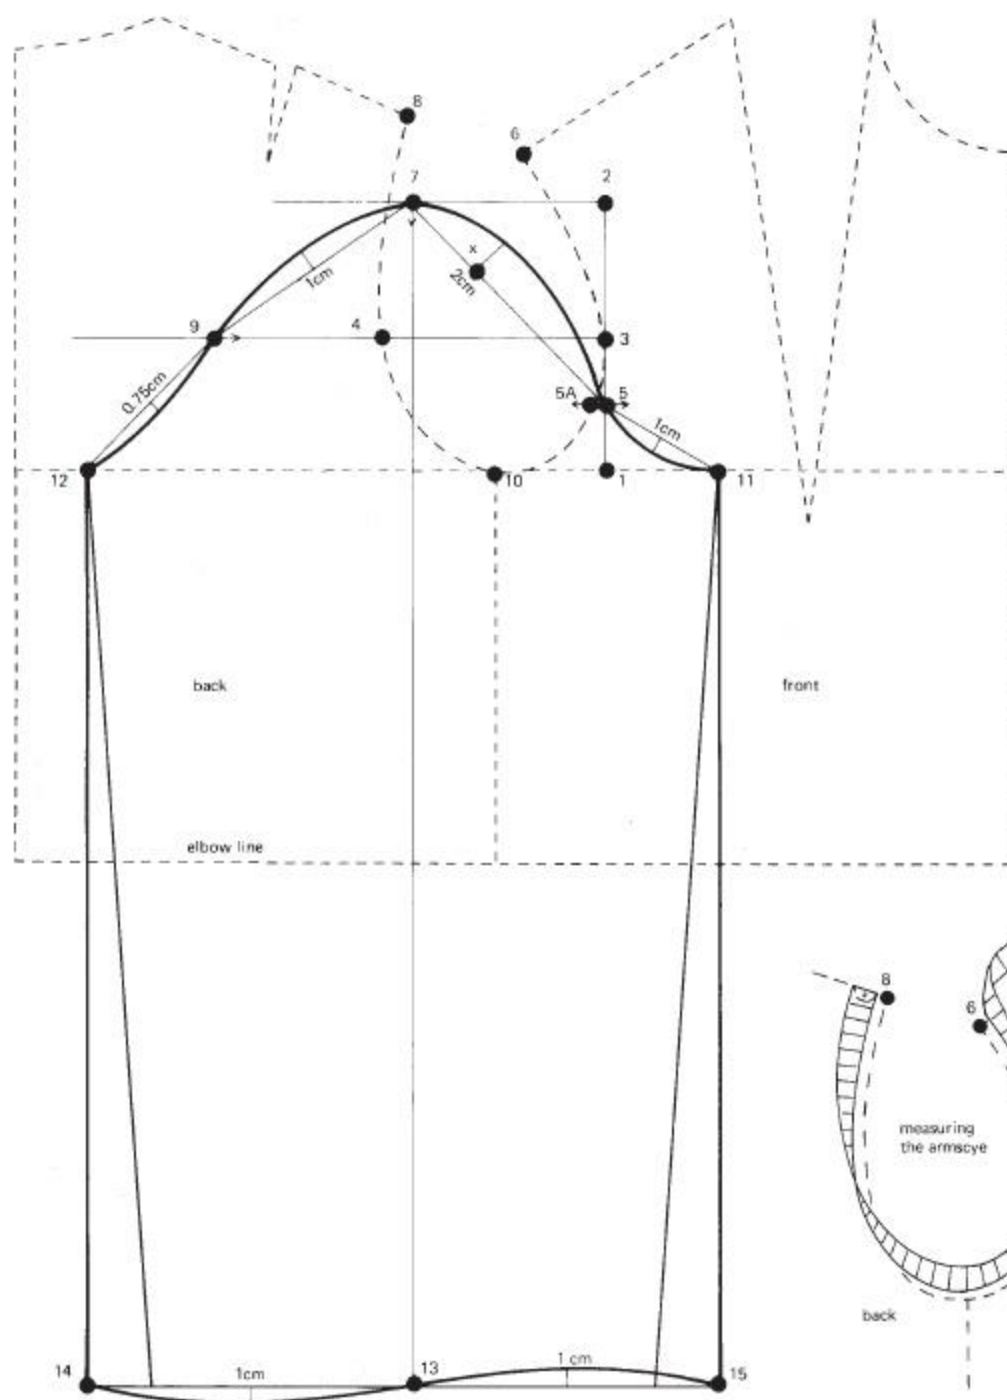 8
6
7
2
x
1cm
2cm
9
4
3
0.75cm
5A
5
1cm
12
10
1
11
back
front
elbow line
8
6
measuring
the armscye
back
14
1cm
13
1 cm
15